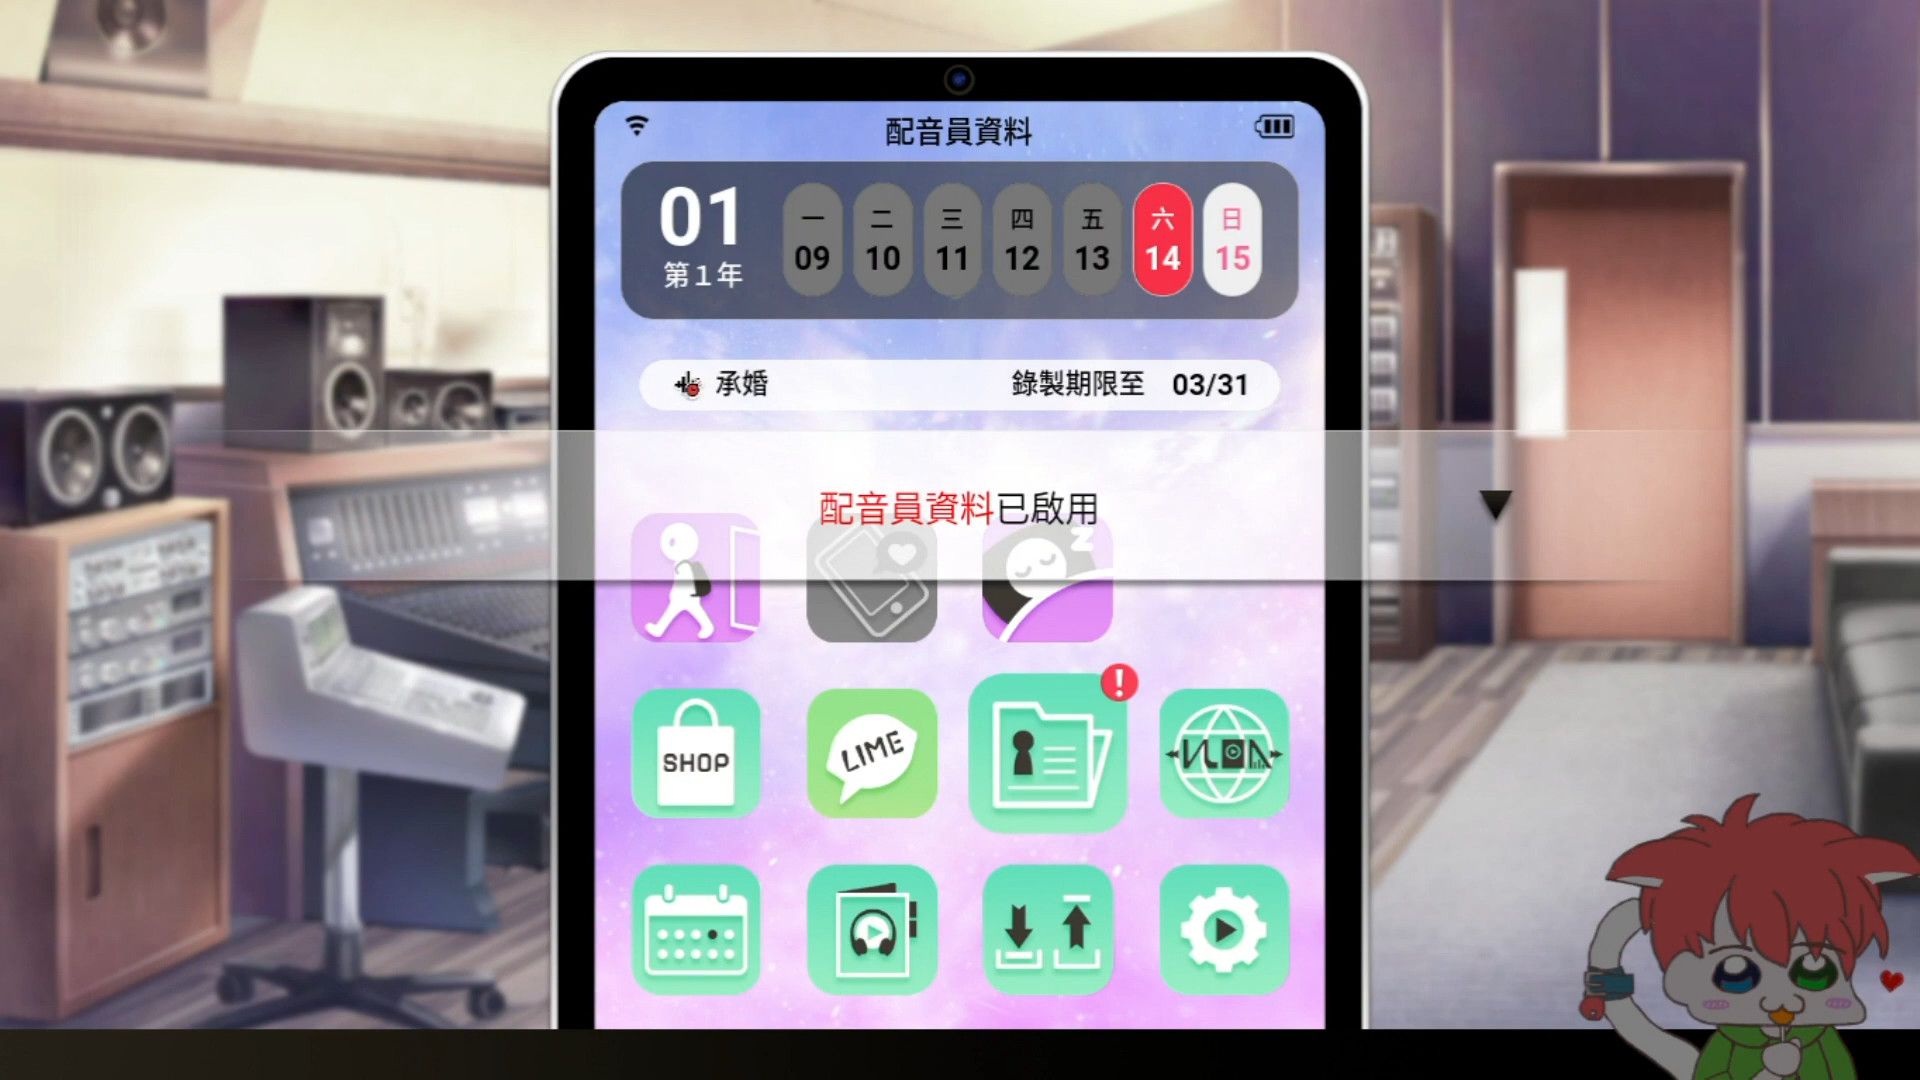 配音員資料
01
第1年
一 二 三 四 五 六 日
09 10 11 12 13 14 15
承婚 錄製期限至 03/31
配音員資料已啟用
Z
SHOP
LIME
!